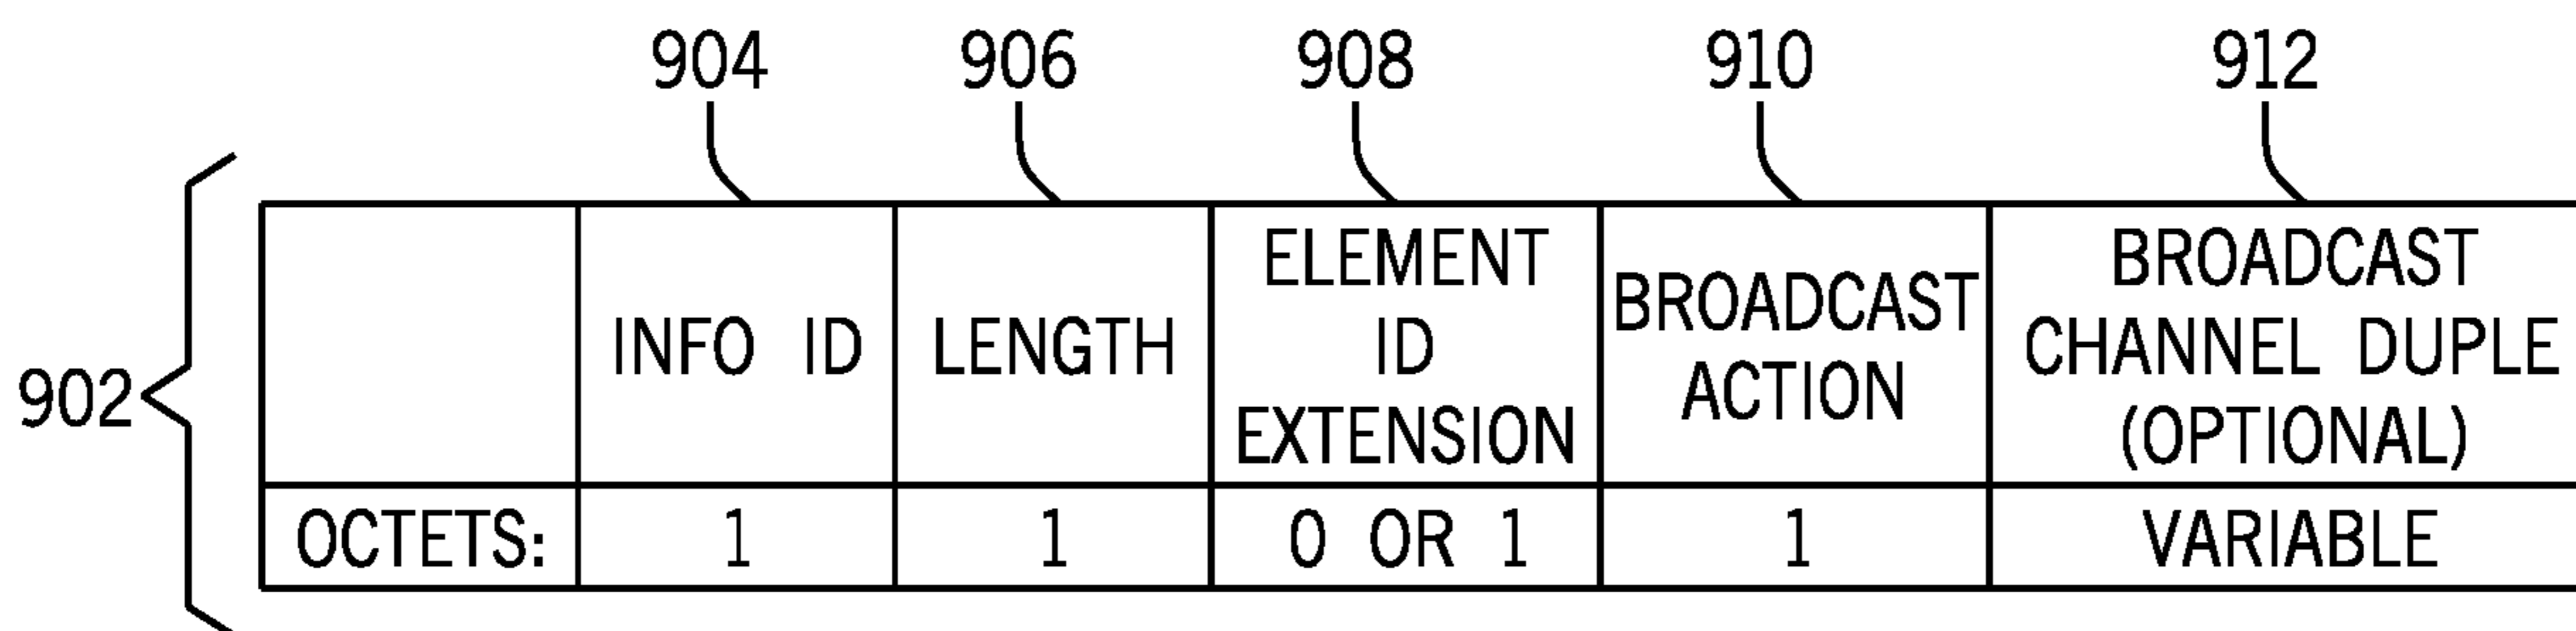 904 906 908 910 912
902
INFO ID
LENGTH
ELEMENT
ID
EXTENSION
BROADCAST
ACTION
BROADCAST
CHANNEL DUPLE
(OPTIONAL)
OCTETS: 1 1 0 OR 1 1 VARIABLE